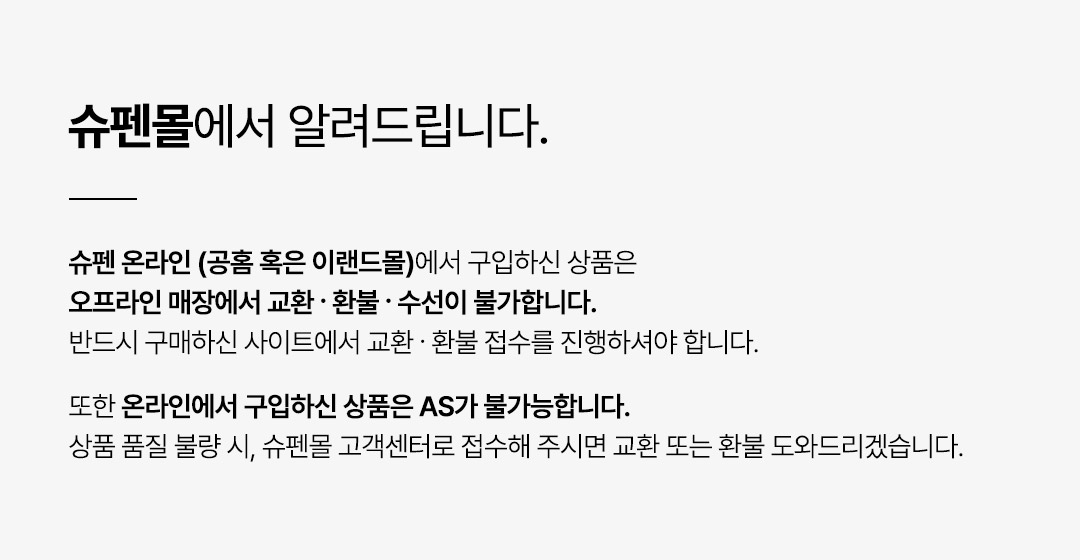 슈펜몰에서 알려드립니다.
슈펜 온라인 (공홈 혹은 이랜드몰)에서 구입하신 상품은
오프라인 매장에서 교환 · 환불 · 수선이 불가합니다.
반드시 구매하신 사이트에서 교환 · 환불 접수를 진행하셔야 합니다.
또한 온라인에서 구입하신 상품은 AS가 불가능합니다.
상품 품질 불량 시, 슈펜몰 고객센터로 접수해 주시면 교환 또는 환불 도와드리겠습니다.